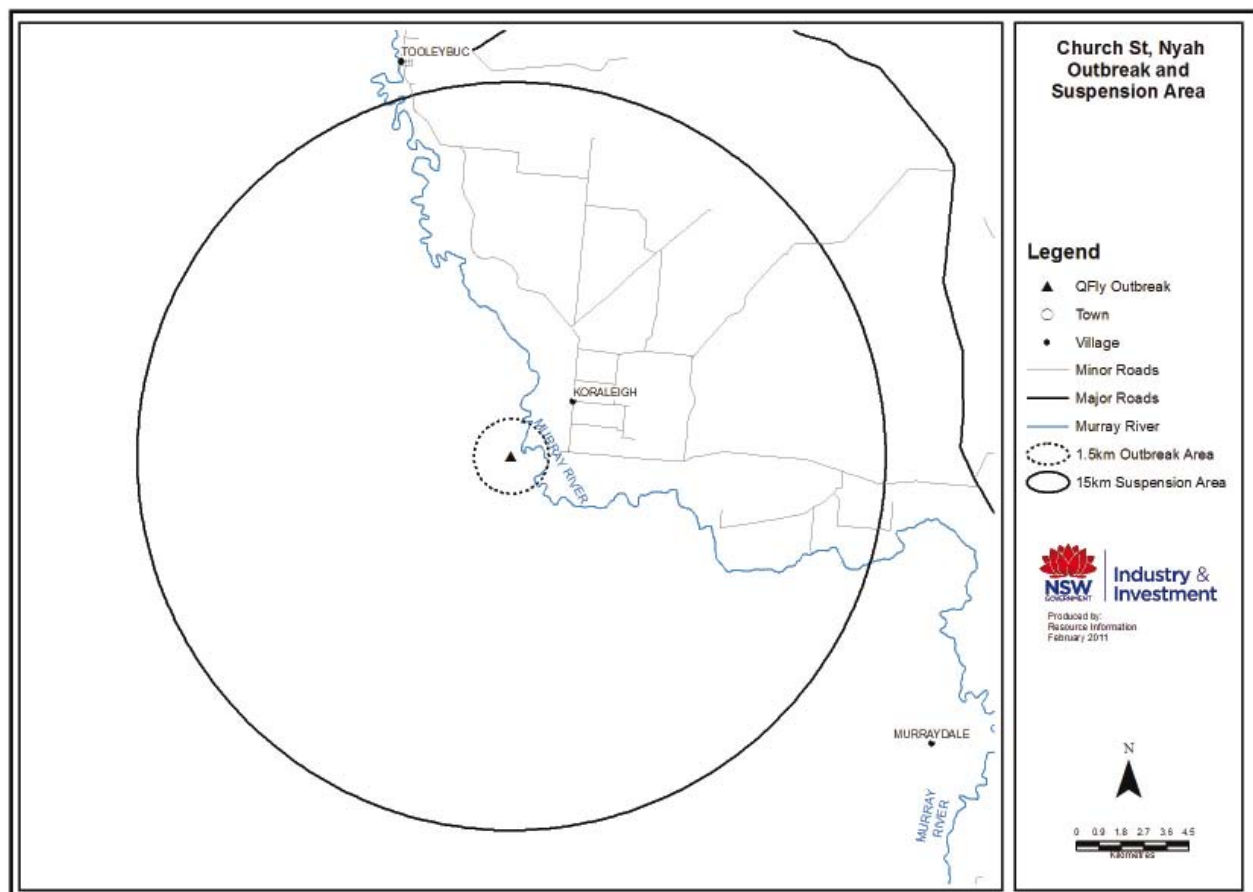 TOOLEYBUC
KORALEIGH
MURRAY RIVER
MURRAYDALE
MURRAY
RIVER
Church St, Nyah
Outbreak and
Suspension Area
Legend
QFly Outbreak
Town
Village
Minor Roads
Major Roads
Murray River
1.5km Outbreak Area
15km Suspension Area
NSW
GOVERNMENT
Industry &
Investment
Produced by:
Resource Information
February 2011
N
0 0.9 1.8 2.7 3.6 4.5
Kilometres